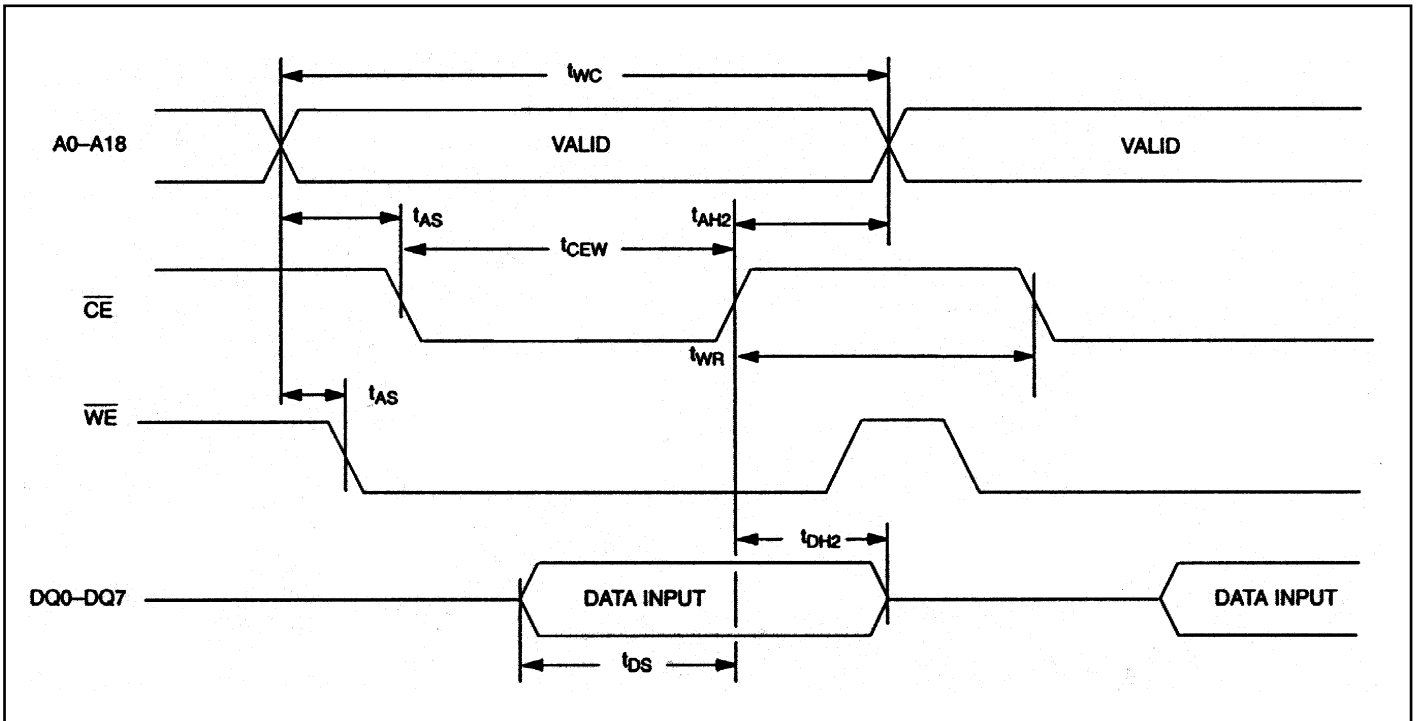 tWC
A0–A18 VALID VALID
tAS tAH2
tCEW
CE
tWR
tAS
WE
tDH2
DQ0–DQ7 DATA INPUT DATA INPUT
tDS